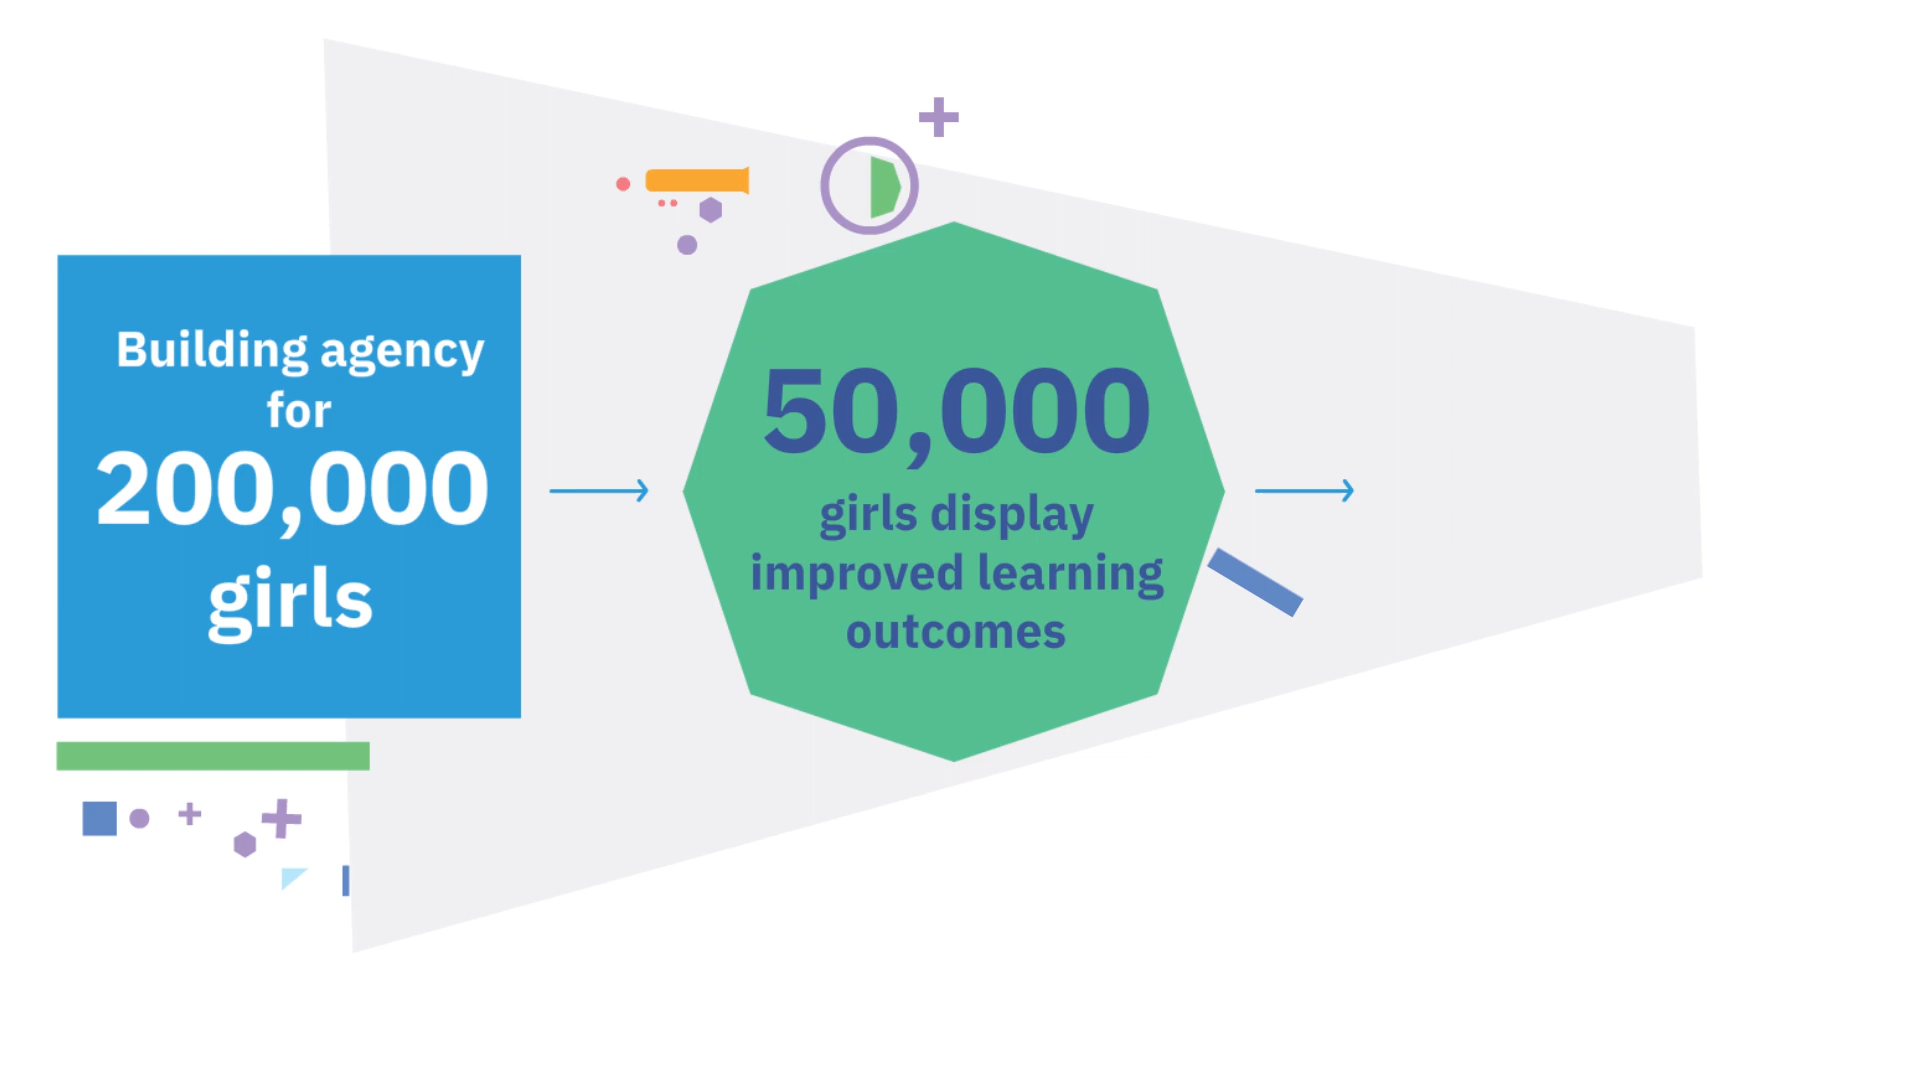 Building agency
for
200,000
girls
50,000
girls display
improved learning
outcomes